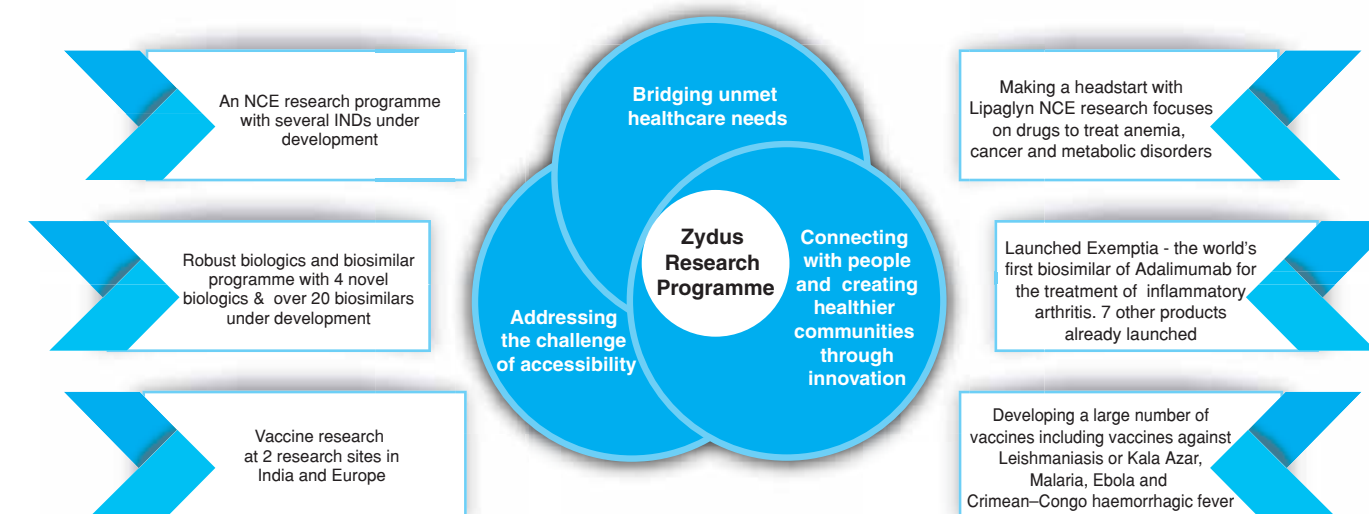 An NCE research programme
with several INDs under
development
Robust biologics and biosimilar
programme with 4 novel
biologics & over 20 biosimilars
under development
Vaccine research
at 2 research sites in
India and Europe
Bridging unmet
healthcare needs
Zydus
Research
Programme
Connecting
with people
and creating
healthier
communities
through
innovation
Addressing
the challenge
of accessibility
Making a headstart with
Lipaglyn NCE research focuses
on drugs to treat anemia,
cancer and metabolic disorders
Launched Exemptia - the world's
first biosimilar of Adalimumab for
the treatment of inflammatory
arthritis. 7 other products
already launched
Developing a large number of
vaccines including vaccines against
Leishmaniasis or Kala Azar,
Malaria, Ebola and
Crimean–Congo haemorrhagic fever